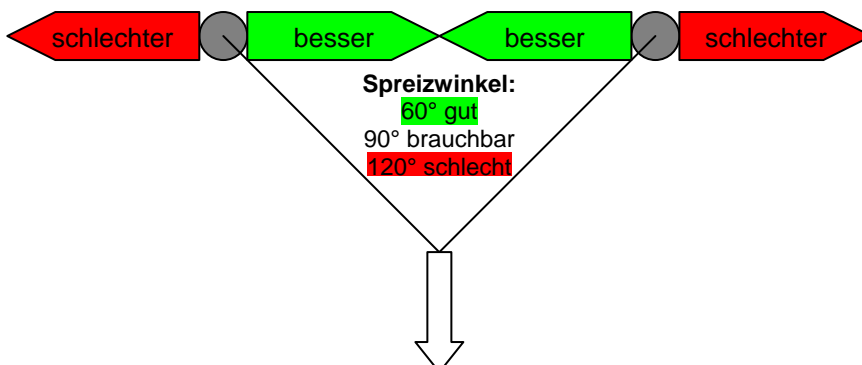 schlechter besser besser schlechter
Spreizwinkel:
60° gut
90° brauchbar
120° schlecht